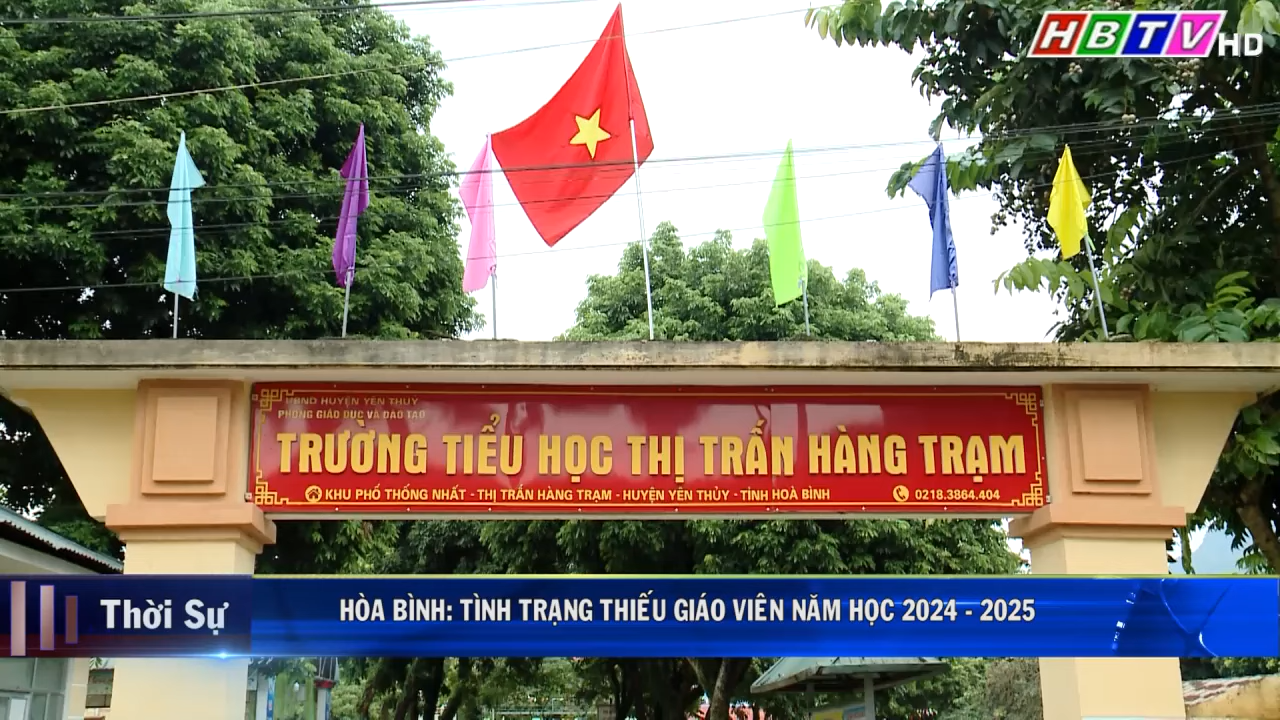 HBTV HD
UBND HUYỆN YÊN THUỶ
PHÒNG GIÁO DỤC VÀ ĐÀO TẠO
TRƯỜNG TIỂU HỌC THỊ TRẤN HÀNG TRẠM
KHU PHỐ THỐNG NHẤT - THỊ TRẤN HÀNG TRẠM - HUYỆN YÊN THỦY - TỈNH HOÀ BÌNH
0218.3864.404
Thời Sự
HÒA BÌNH: TÌNH TRẠNG THIẾU GIÁO VIÊN NĂM HỌC 2024 - 2025